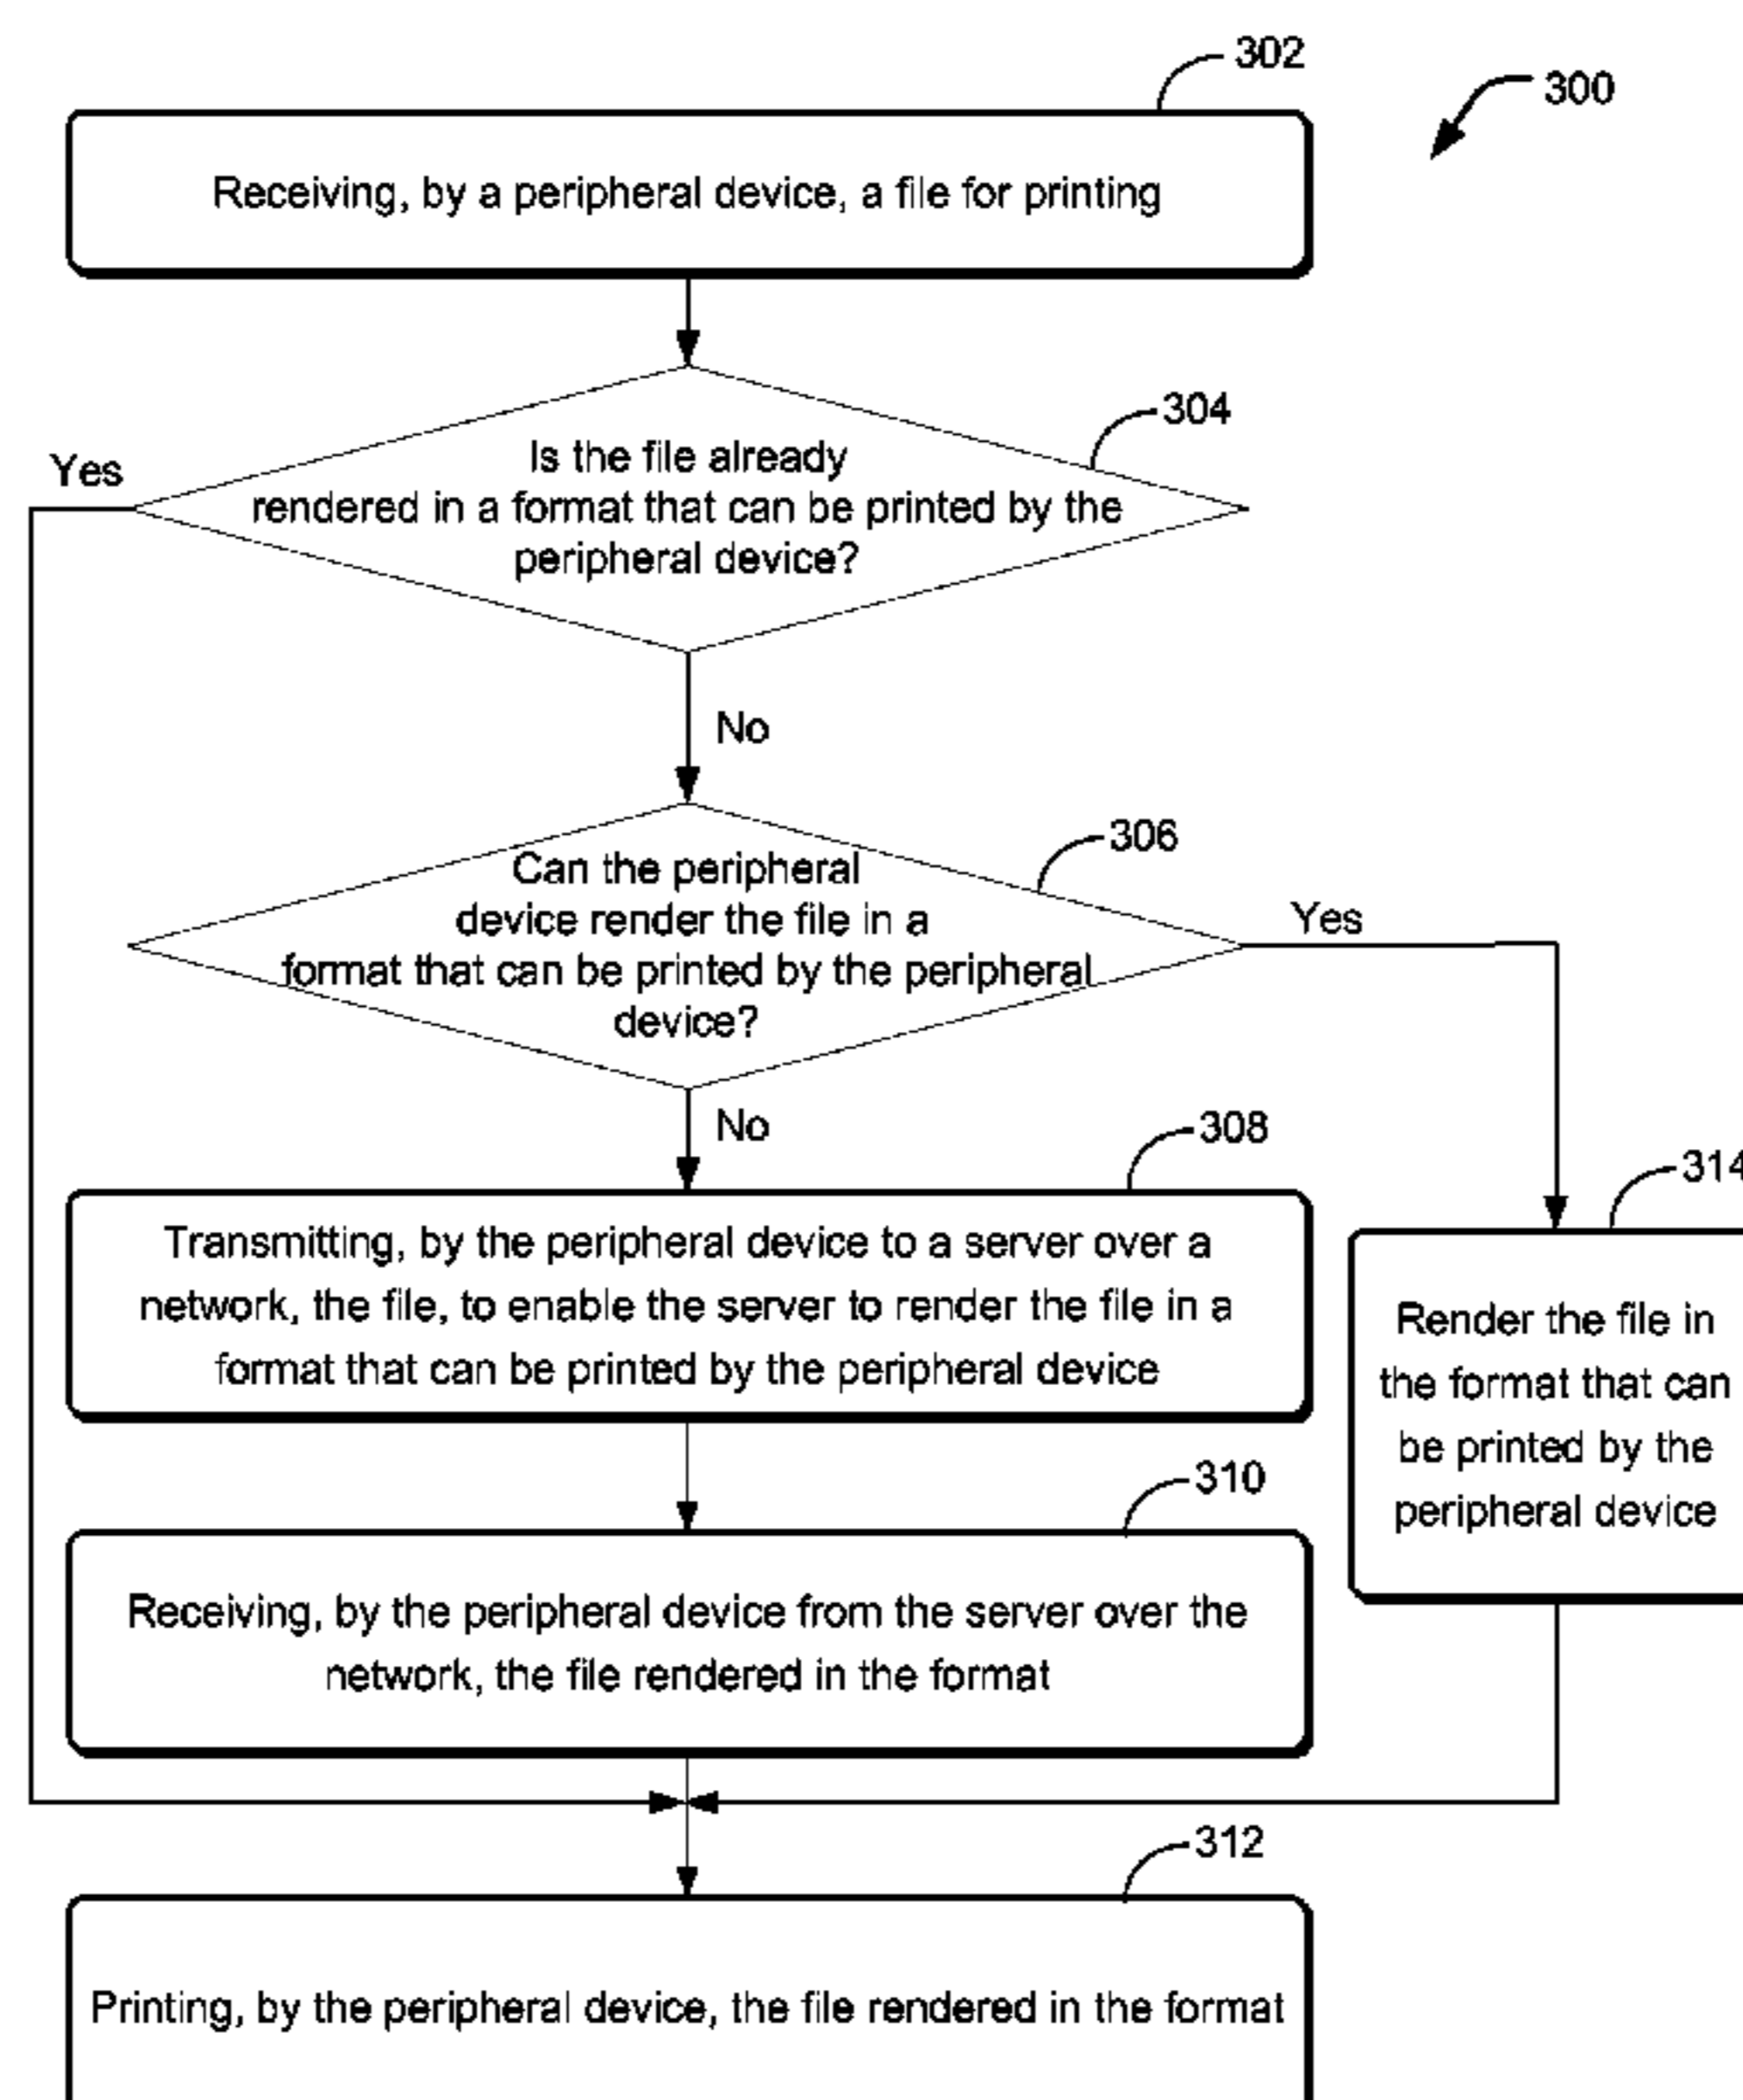 302
300
Receiving, by a peripheral device, a file for printing
304
Yes
Is the file already
rendered in a format that can be printed by the
peripheral device?
No
306
Can the peripheral
device render the file in a
format that can be printed by the peripheral
device?
Yes
No
308
314
Transmitting, by the peripheral device to a server over a
network, the file, to enable the server to render the file in a
format that can be printed by the peripheral device
Render the file in
the format that can
be printed by the
peripheral device
310
Receiving, by the peripheral device from the server over the
network, the file rendered in the format
312
Printing, by the peripheral device, the file rendered in the format